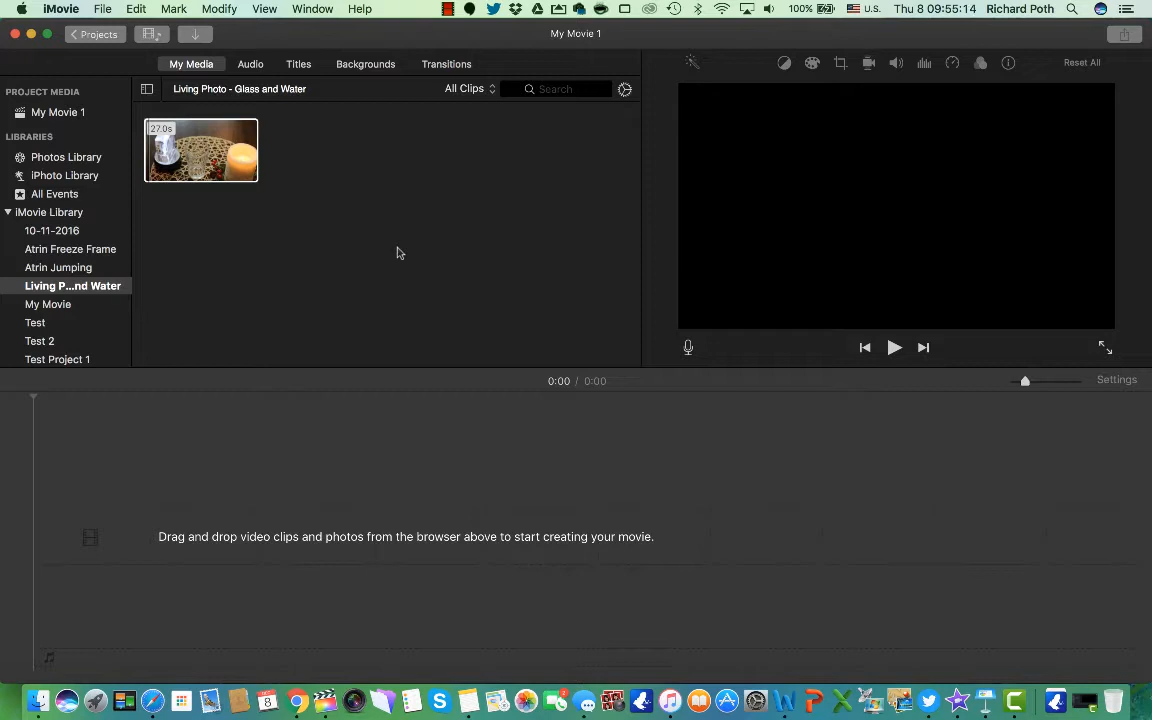 iMovie File Edit Mark Modify View Window Help 100% U.S. Thu 8 09:55:14 Richard Poth
Projects My Movie 1
My Media Audio Titles Backgrounds Transitions Reset All
PROJECT MEDIA
My Movie 1
LIBRARIES
Photos Library
iPhoto Library
All Events
iMovie Library
10-11-2016
Atrin Freeze Frame
Atrin Jumping
Living P...nd Water
My Movie
Test
Test 2
Test Project 1
Living Photo - Glass and Water All Clips Search
27.0s
0:00 / 0:00 Settings
Drag and drop video clips and photos from the browser above to start creating your movie.